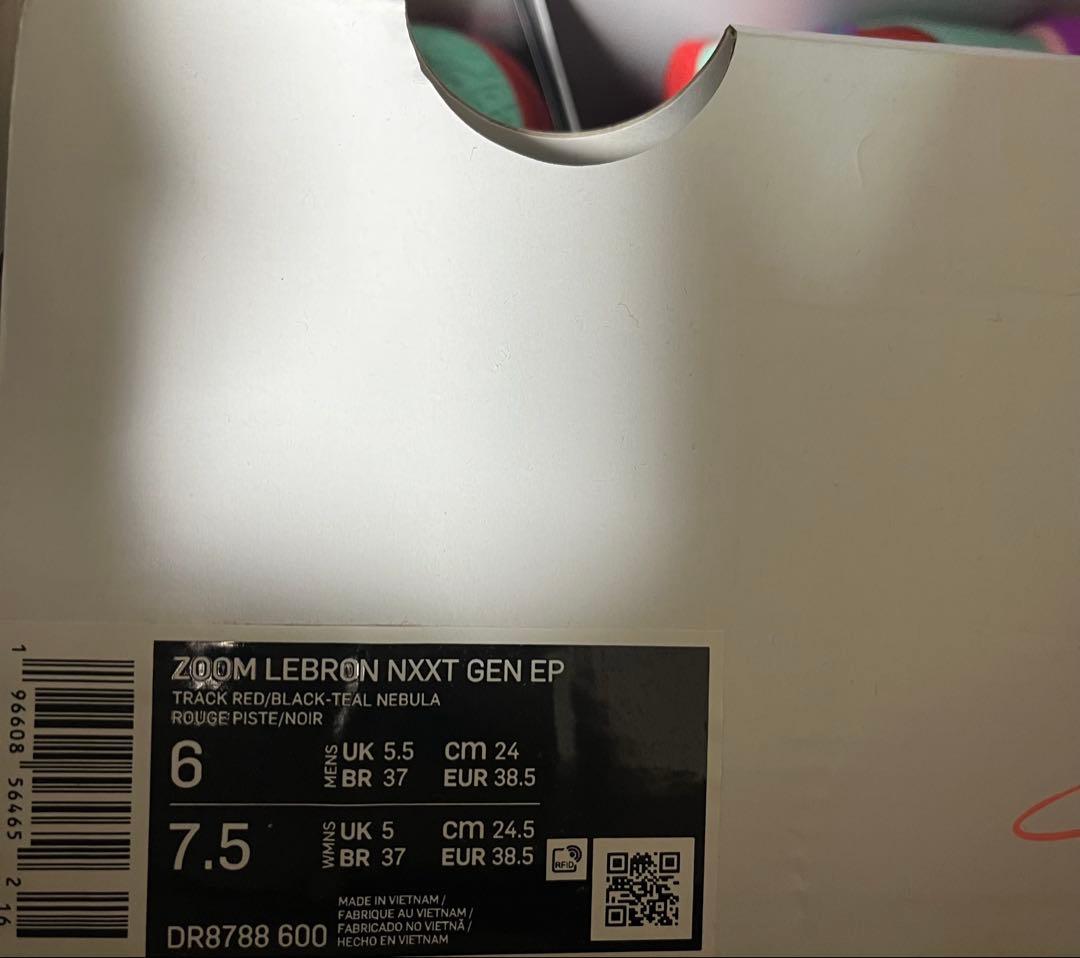 ZOOM LEBRON NXXT GEN EP
TRACK RED/BLACK-TEAL NEBULA
ROUGE PISTE/NOIR
6 MENS UK 5.5 cm 24
BR 37 EUR 38.5
7.5 WMNS UK 5 cm 24.5
BR 37 EUR 38.5
RFID
MADE IN VIETNAM /
FABRIQUE AU VIETNAM /
FABRICADO NO VIETNÃ /
HECHO EN VIETNAM
DR8788 600
1 96608 56465 2 16